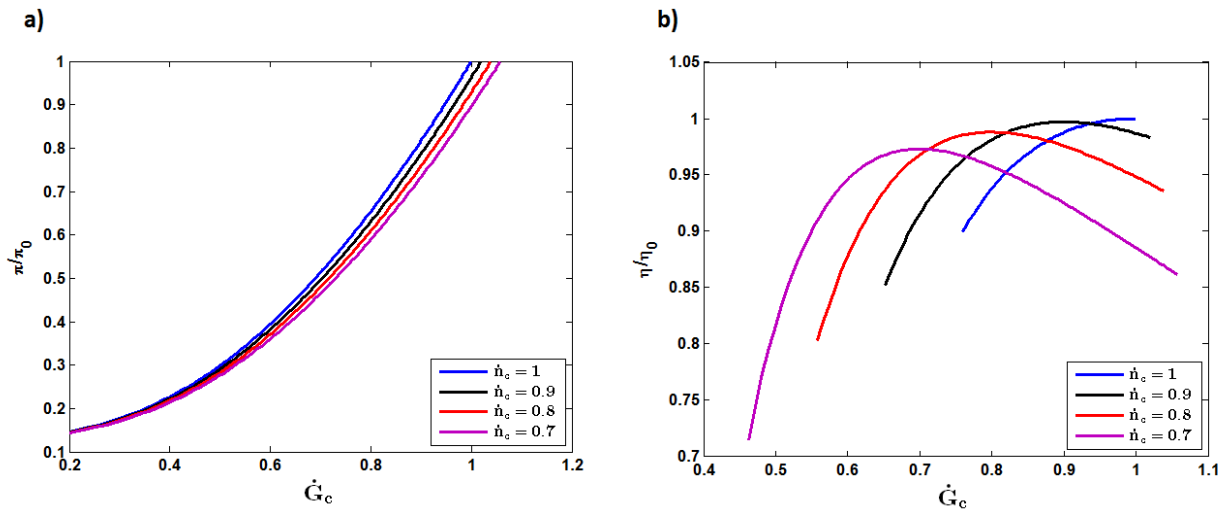 a)
1
0.9
0.8
0.7
0.6
0.5
0.4
0.3
0.2
0.1
π/π₀
0.2 0.4 0.6 0.8 1 1.2
Ġc
ṅc = 1
ṅc = 0.9
ṅc = 0.8
ṅc = 0.7
b)
1.05
1
0.95
0.9
0.85
0.8
0.75
0.7
η/η₀
0.4 0.5 0.6 0.7 0.8 0.9 1 1.1
Ġc
ṅc = 1
ṅc = 0.9
ṅc = 0.8
ṅc = 0.7